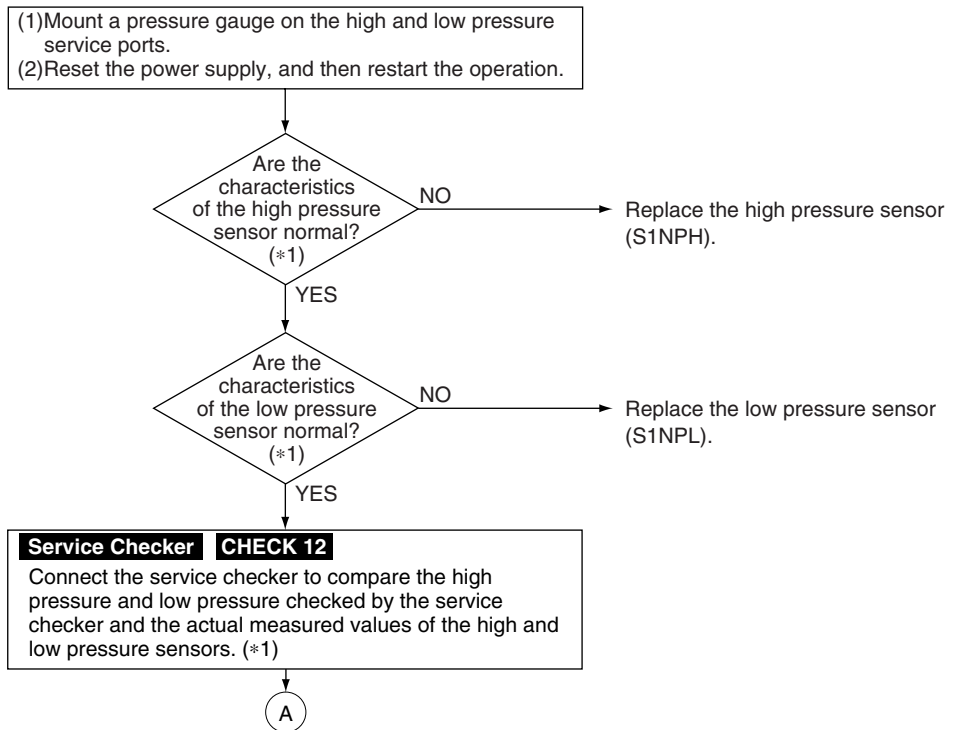 (1)Mount a pressure gauge on the high and low pressure
service ports.
(2)Reset the power supply, and then restart the operation.
Are the
characteristics
of the high pressure
sensor normal?
(*1)
NO
Replace the high pressure sensor
(S1NPH).
YES
Are the
characteristics
of the low pressure
sensor normal?
(*1)
NO
Replace the low pressure sensor
(S1NPL).
YES
Service Checker CHECK 12
Connect the service checker to compare the high
pressure and low pressure checked by the service
checker and the actual measured values of the high and
low pressure sensors. (*1)
A